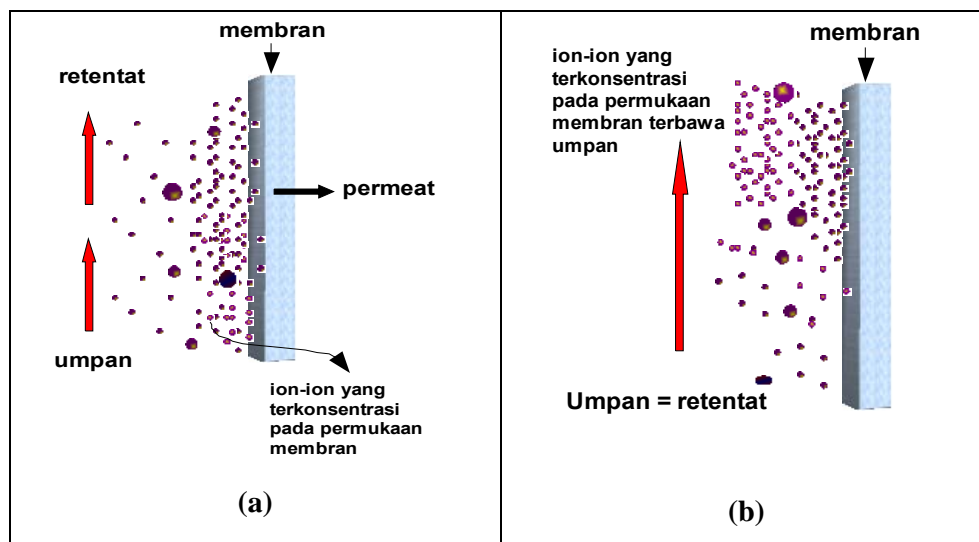 membran
retentat
permeat
umpan
ion-ion yang
terkonsentrasi
pada permukaan
membran
(a)
membran
ion-ion yang
terkonsentrasi
pada permukaan
membran terbawa
umpan
Umpan = retentat
(b)